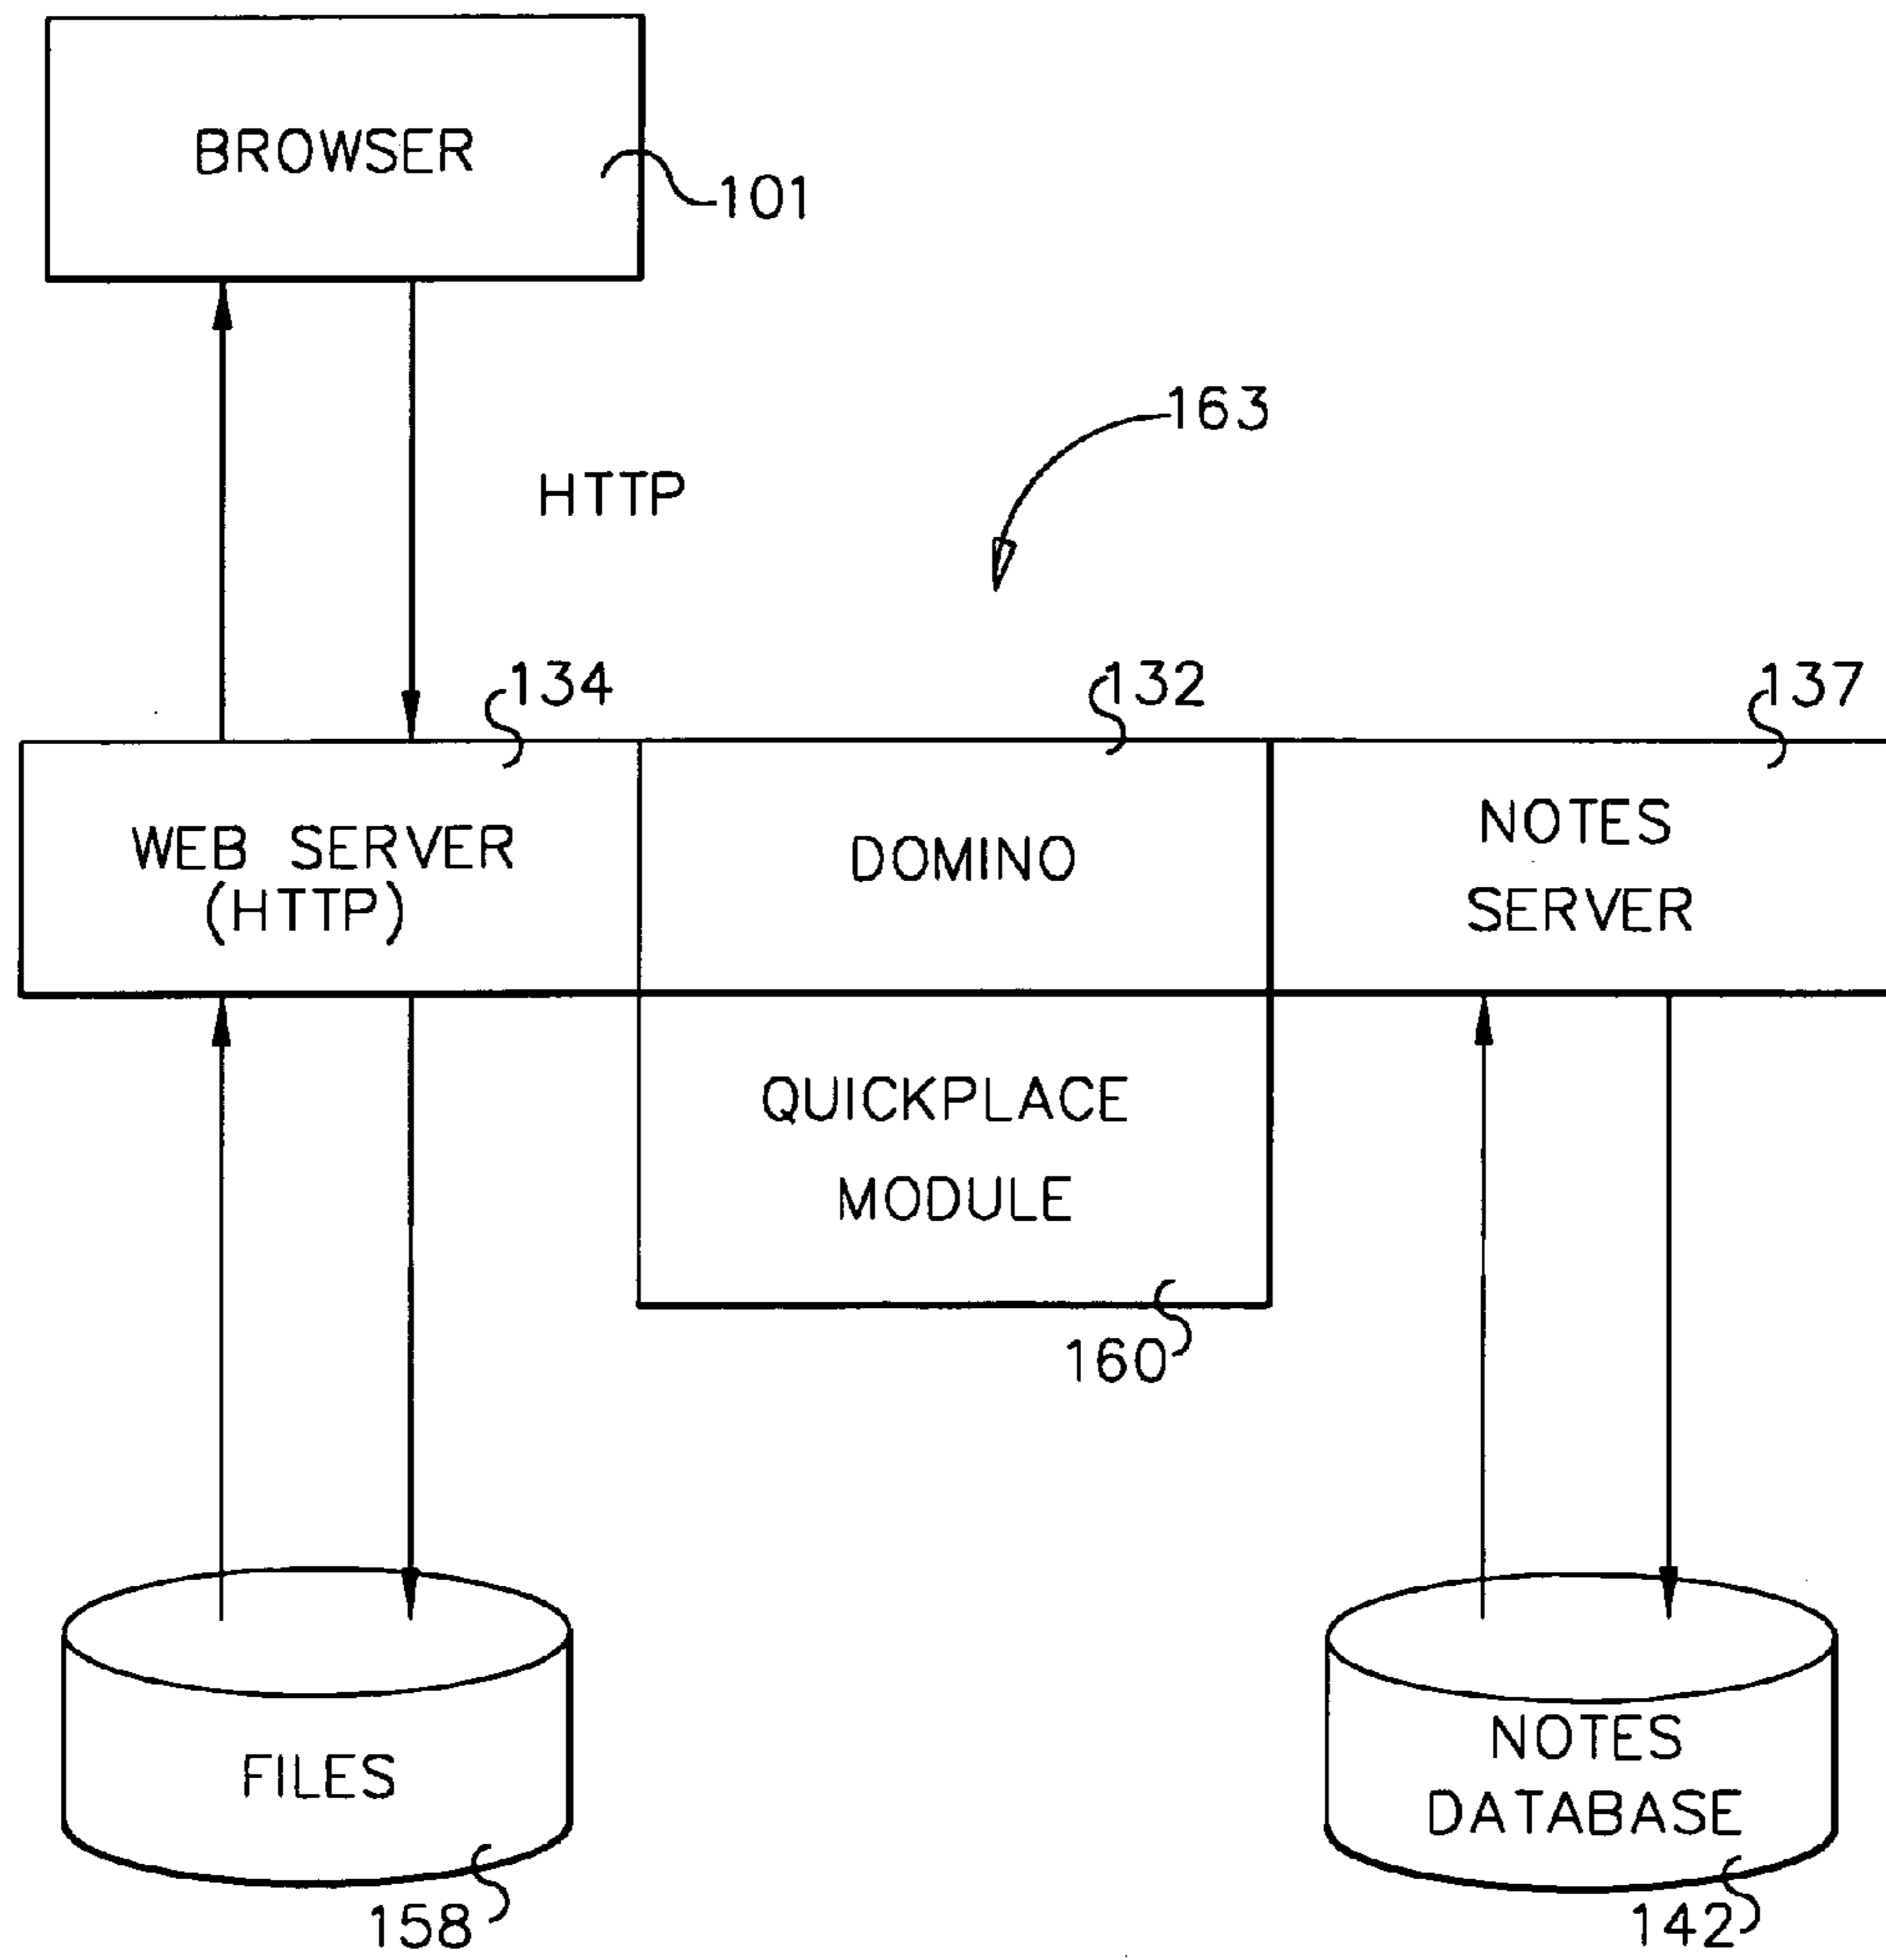 BROWSER
101
163
HTTP
134
132
137
WEB SERVER
(HTTP)
DOMINO
NOTES
SERVER
QUICKPLACE
MODULE
160
FILES
NOTES
DATABASE
158
142